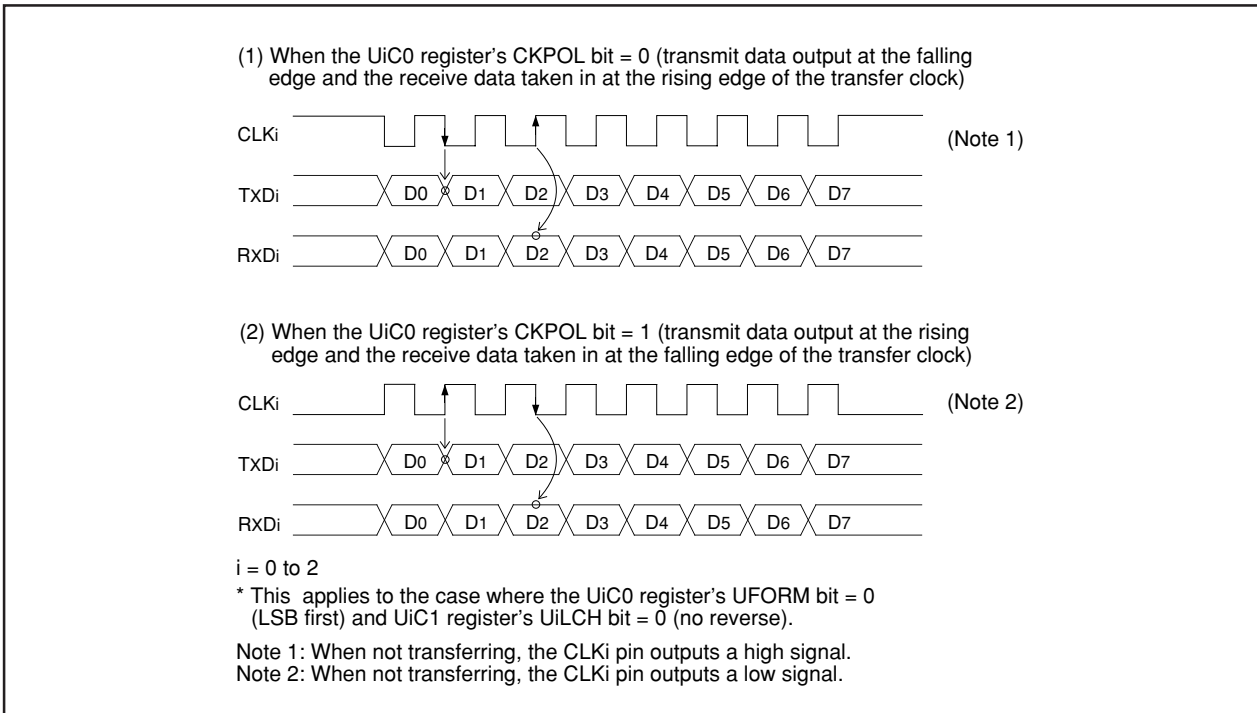 (1) When the UiC0 register's CKPOL bit = 0 (transmit data output at the falling
edge and the receive data taken in at the rising edge of the transfer clock)
CLKi
(Note 1)
TXDi
D0 D1 D2 D3 D4 D5 D6 D7
RXDi
D0 D1 D2 D3 D4 D5 D6 D7
(2) When the UiC0 register's CKPOL bit = 1 (transmit data output at the rising
edge and the receive data taken in at the falling edge of the transfer clock)
CLKi
(Note 2)
TXDi
D0 D1 D2 D3 D4 D5 D6 D7
RXDi
D0 D1 D2 D3 D4 D5 D6 D7
i = 0 to 2
* This applies to the case where the UiC0 register's UFORM bit = 0
(LSB first) and UiC1 register's UiLCH bit = 0 (no reverse).
Note 1: When not transferring, the CLKi pin outputs a high signal.
Note 2: When not transferring, the CLKi pin outputs a low signal.